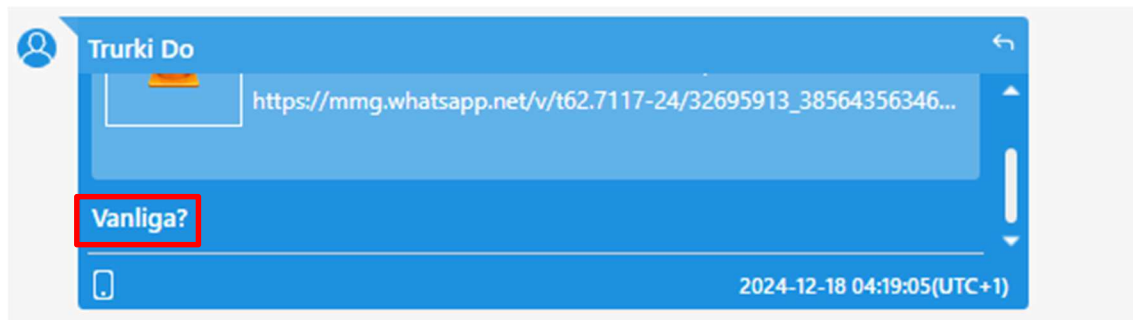 Trurki Do
https://mmg.whatsapp.net/v/t62.7117-24/32695913_38564356346...
Vanliga?
2024-12-18 04:19:05(UTC+1)